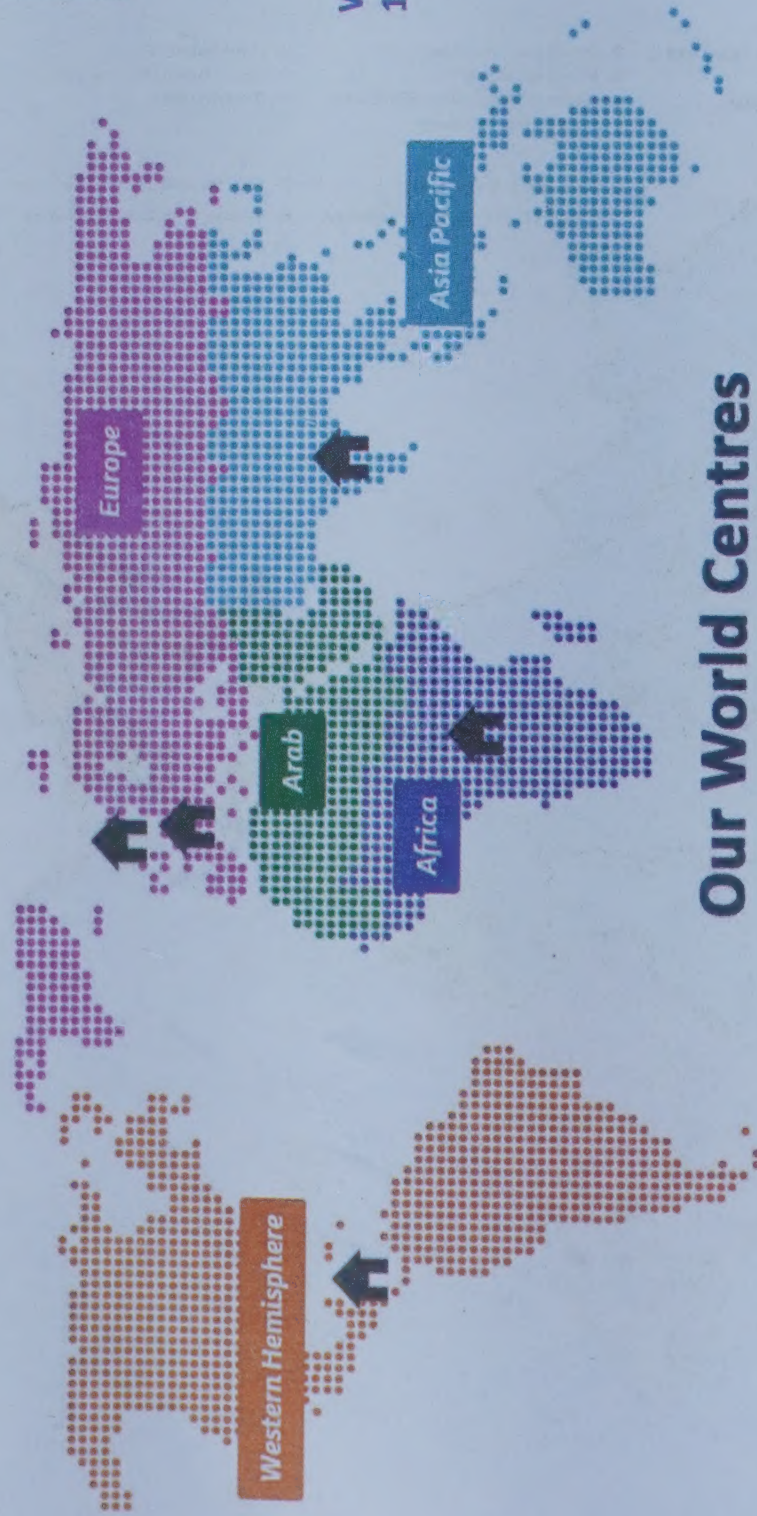 Western Hemisphere
Europe
Arab
Africa
Asia Pacific
Our World Centres